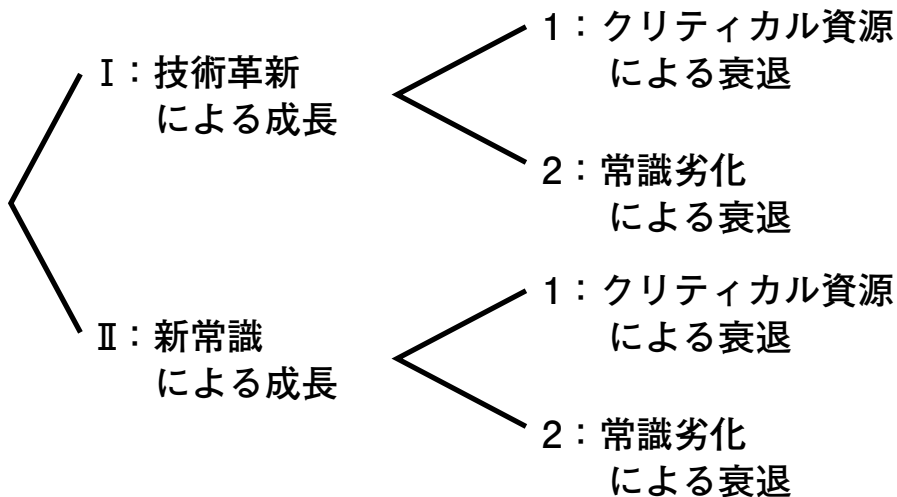 Ⅰ：技術革新
による成長
1：クリティカル資源
による衰退
2：常識劣化
による衰退
Ⅱ：新常識
による成長
1：クリティカル資源
による衰退
2：常識劣化
による衰退